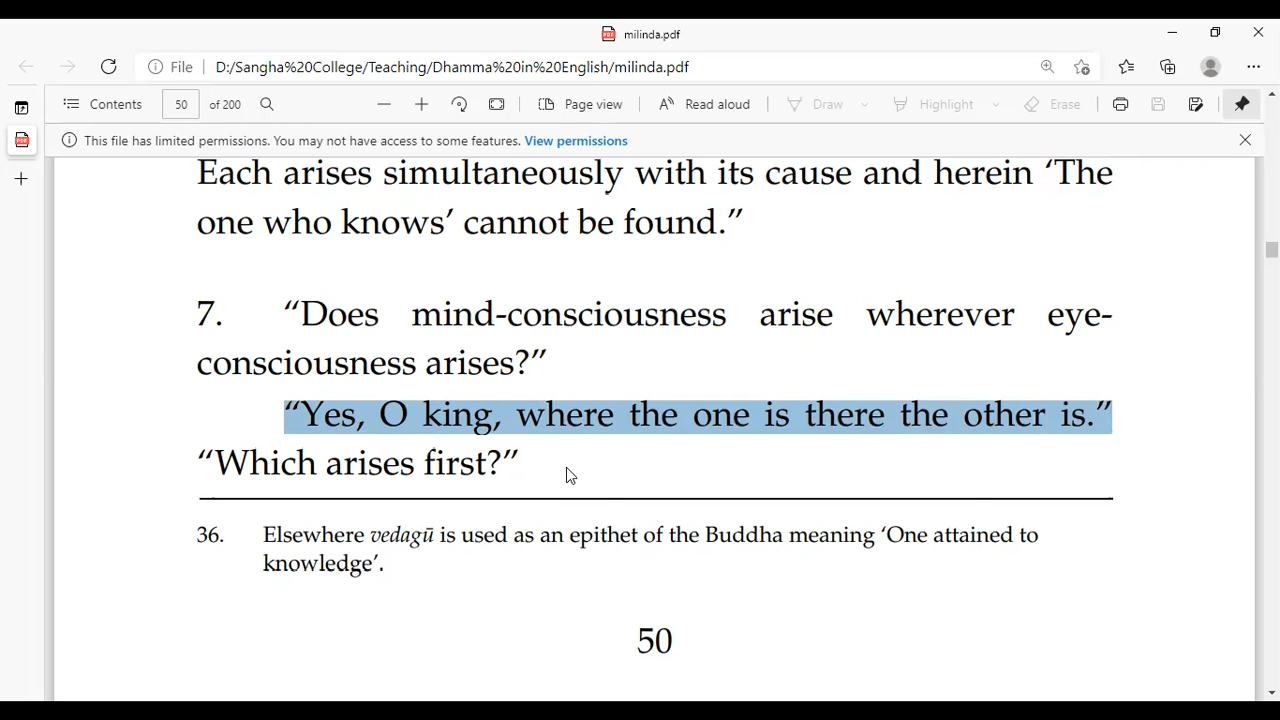 milinda.pdf
File D:/Sangha%20College/Teaching/Dhamma%20in%20English/milinda.pdf
Contents 50 of 200 Page view Read aloud Draw Highlight Erase
This file has limited permissions. You may not have access to some features. View permissions
Each arises simultaneously with its cause and herein ‘The
one who knows’ cannot be found.”
7. “Does mind-consciousness arise wherever eye-
consciousness arises?”
“Yes, O king, where the one is there the other is.”
“Which arises first?”
36. Elsewhere vedagū is used as an epithet of the Buddha meaning ‘One attained to
knowledge’.
50